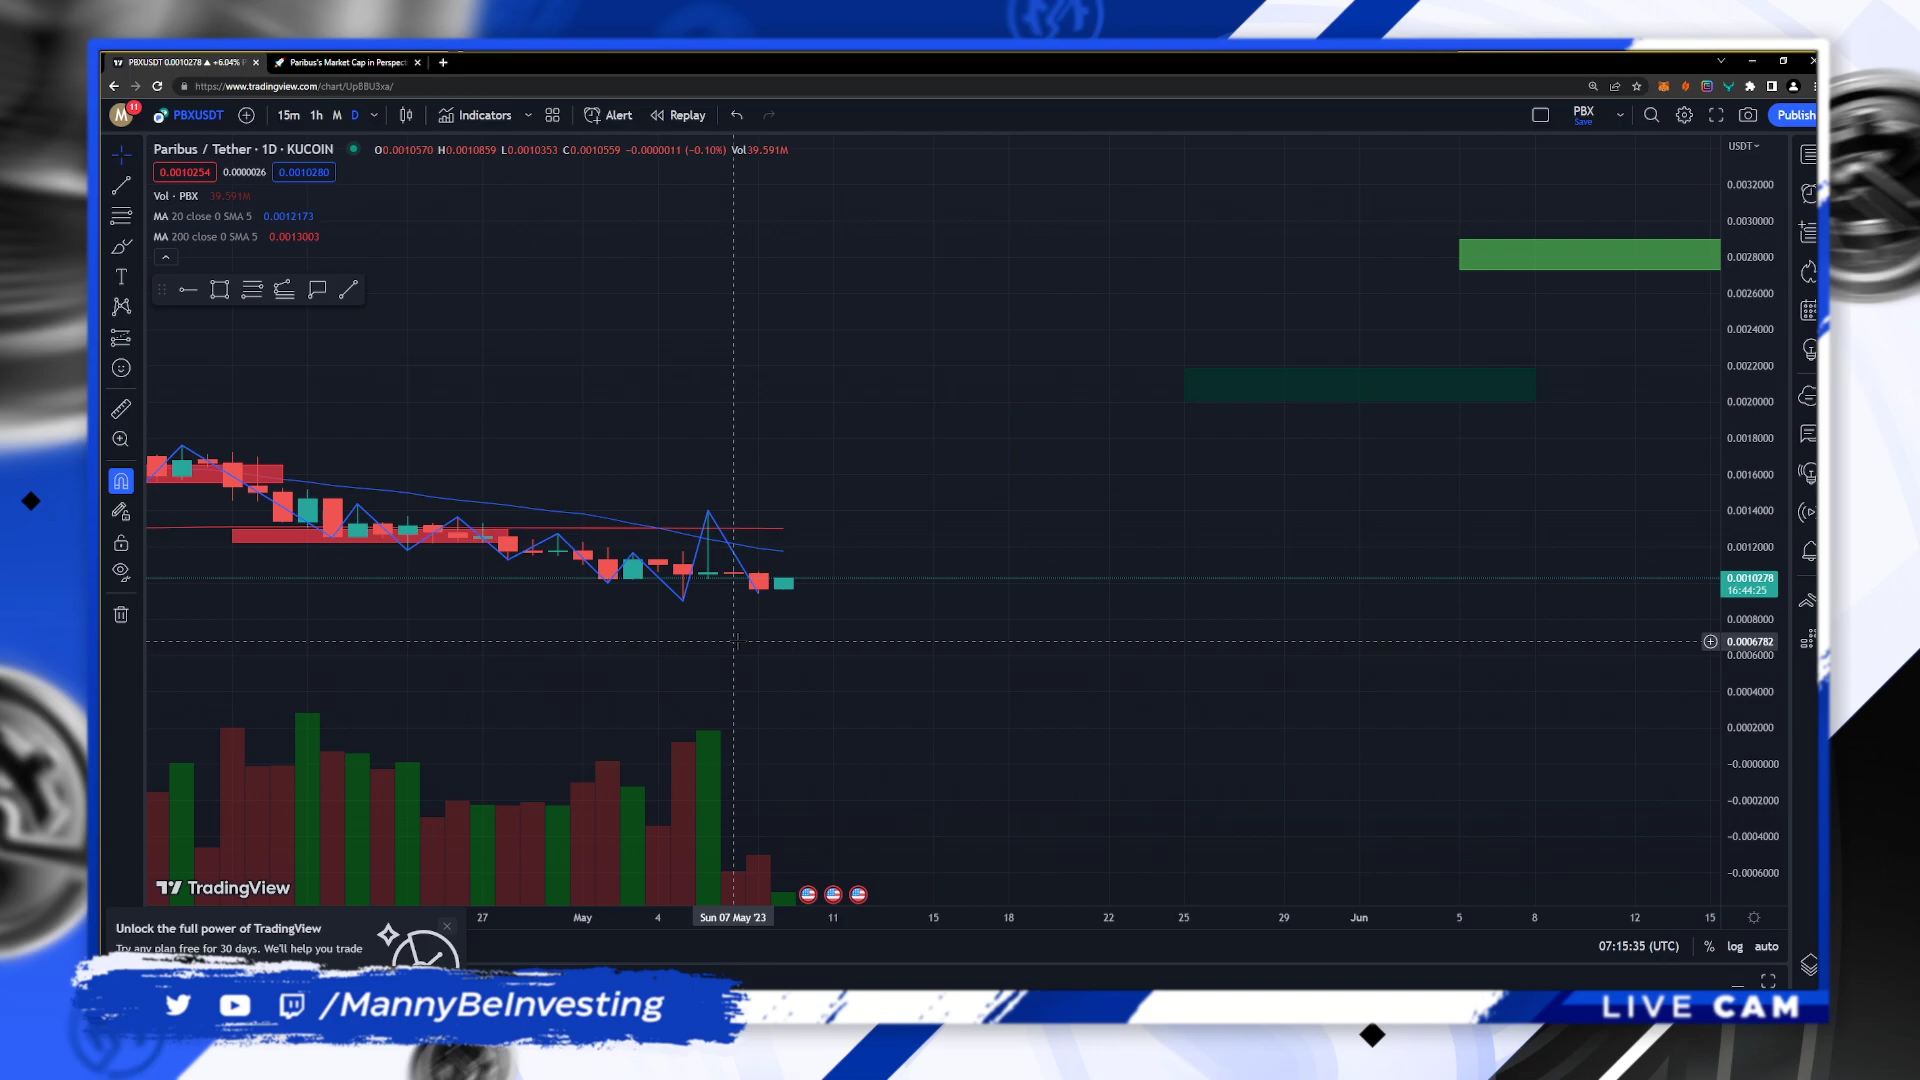 PBXUSDT 0.0010278 ▲ +6.04% P
Paribus's Market Cap in Perspect
https://www.tradingview.com/chart/UpBBU3xa/
M 11 PBXUSDT 15m 1h M D Indicators Alert Replay PBX Save Publish
Paribus / Tether · 1D · KUCOIN O0.0010570 H0.0010859 L0.0010353 C0.0010559 −0.0000011 (−0.10%) Vol39.591M
USDT
0.0010254 0.0000026 0.0010280
Vol · PBX 39.591M
MA 20 close 0 SMA 5 0.0012173
MA 200 close 0 SMA 5 0.0013003
0.0032000
0.0030000
0.0028000
0.0026000
0.0024000
0.0022000
0.0020000
0.0018000
0.0016000
0.0014000
0.0012000
0.0010278
16:44:25
0.0008000
0.0006782
0.0006000
0.0004000
0.0002000
−0.0000000
−0.0002000
−0.0004000
−0.0006000
TradingView
27 May 4 Sun 07 May '23 11 15 18 22 25 29 Jun 5 8 12 15
Unlock the full power of TradingView
Try any plan free for 30 days. We'll help you trade
07:15:35 (UTC) % log auto
/MannyBeInvesting
LIVE CAM